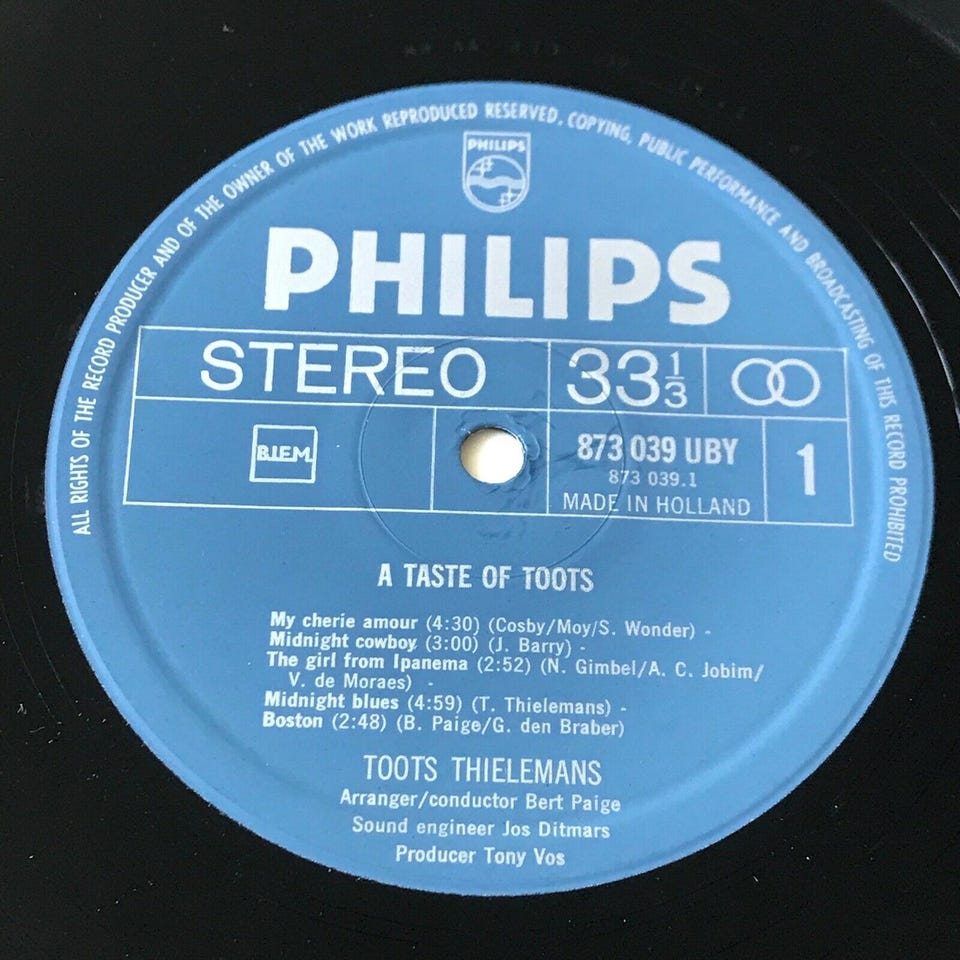 ALL RIGHTS OF THE RECORD PRODUCER AND OF THE OWNER OF THE WORK REPRODUCED RESERVED, COPYING, PUBLIC PERFORMANCE AND BROADCASTING OF THIS RECORD PROHIBITED
PHILIPS
PHILIPS
STEREO 33 1/3
B.I.E.M. 873 039 UBY 1
873 039.1
MADE IN HOLLAND
A TASTE OF TOOTS
My cherie amour (4:30) (Cosby/Moy/S. Wonder) -
Midnight cowboy (3:00) (J. Barry) -
The girl from Ipanema (2:52) (N. Gimbel/A. C. Jobim/
V. de Moraes) -
Midnight blues (4:59) (T. Thielemans) -
Boston (2:48) (B. Paige/G. den Braber)
TOOTS THIELEMANS
Arranger/conductor Bert Paige
Sound engineer Jos Ditmars
Producer Tony Vos